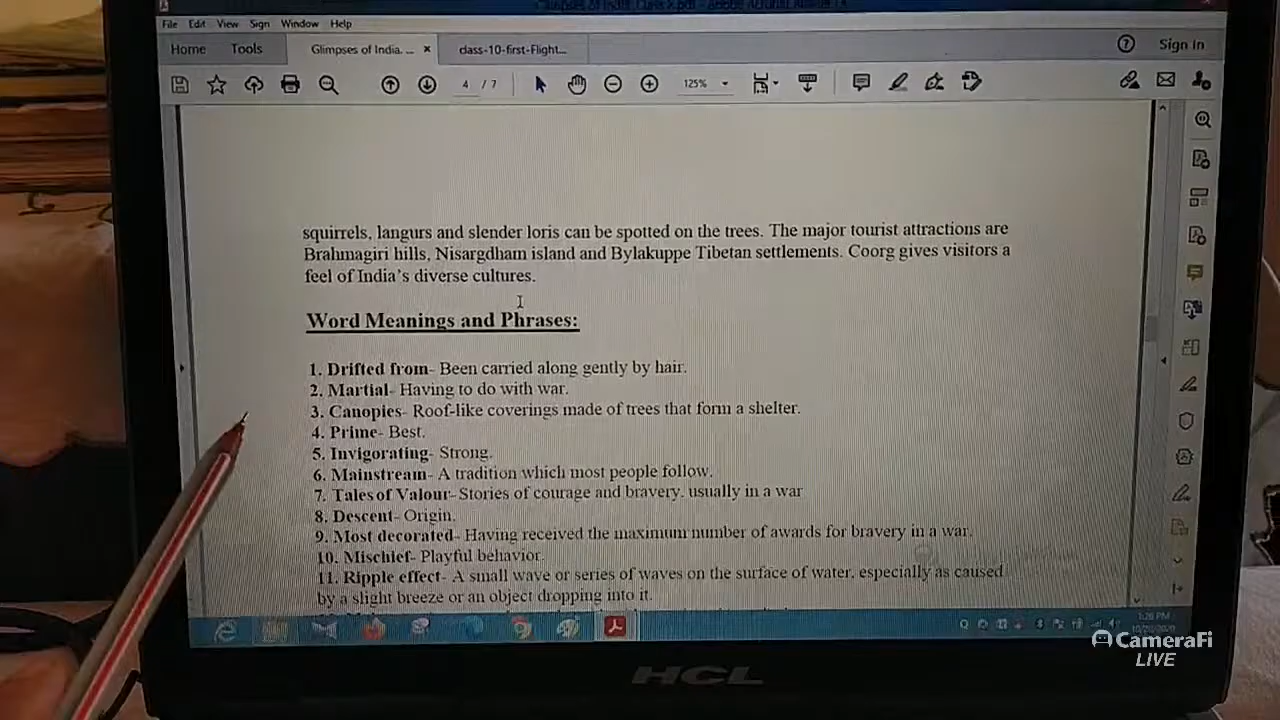 File Edit View Sign Window Help
Home Tools Glimpses of India. ... × class-10-first-Flight... Sign In
4 / 7 125%
squirrels, langurs and slender loris can be spotted on the trees. The major tourist attractions are
Brahmagiri hills, Nisargdham island and Bylakuppe Tibetan settlements. Coorg gives visitors a
feel of India's diverse cultures.
Word Meanings and Phrases:
1. Drifted from- Been carried along gently by hair.
2. Martial- Having to do with war.
3. Canopies- Roof-like coverings made of trees that form a shelter.
4. Prime- Best.
5. Invigorating- Strong.
6. Mainstream- A tradition which most people follow.
7. Tales of Valour- Stories of courage and bravery, usually in a war
8. Descent- Origin.
9. Most decorated- Having received the maximum number of awards for bravery in a war.
10. Mischief- Playful behavior.
11. Ripple effect- A small wave or series of waves on the surface of water, especially as caused
by a slight breeze or an object dropping into it.
1:26 PM
CameraFi
LIVE
HCL